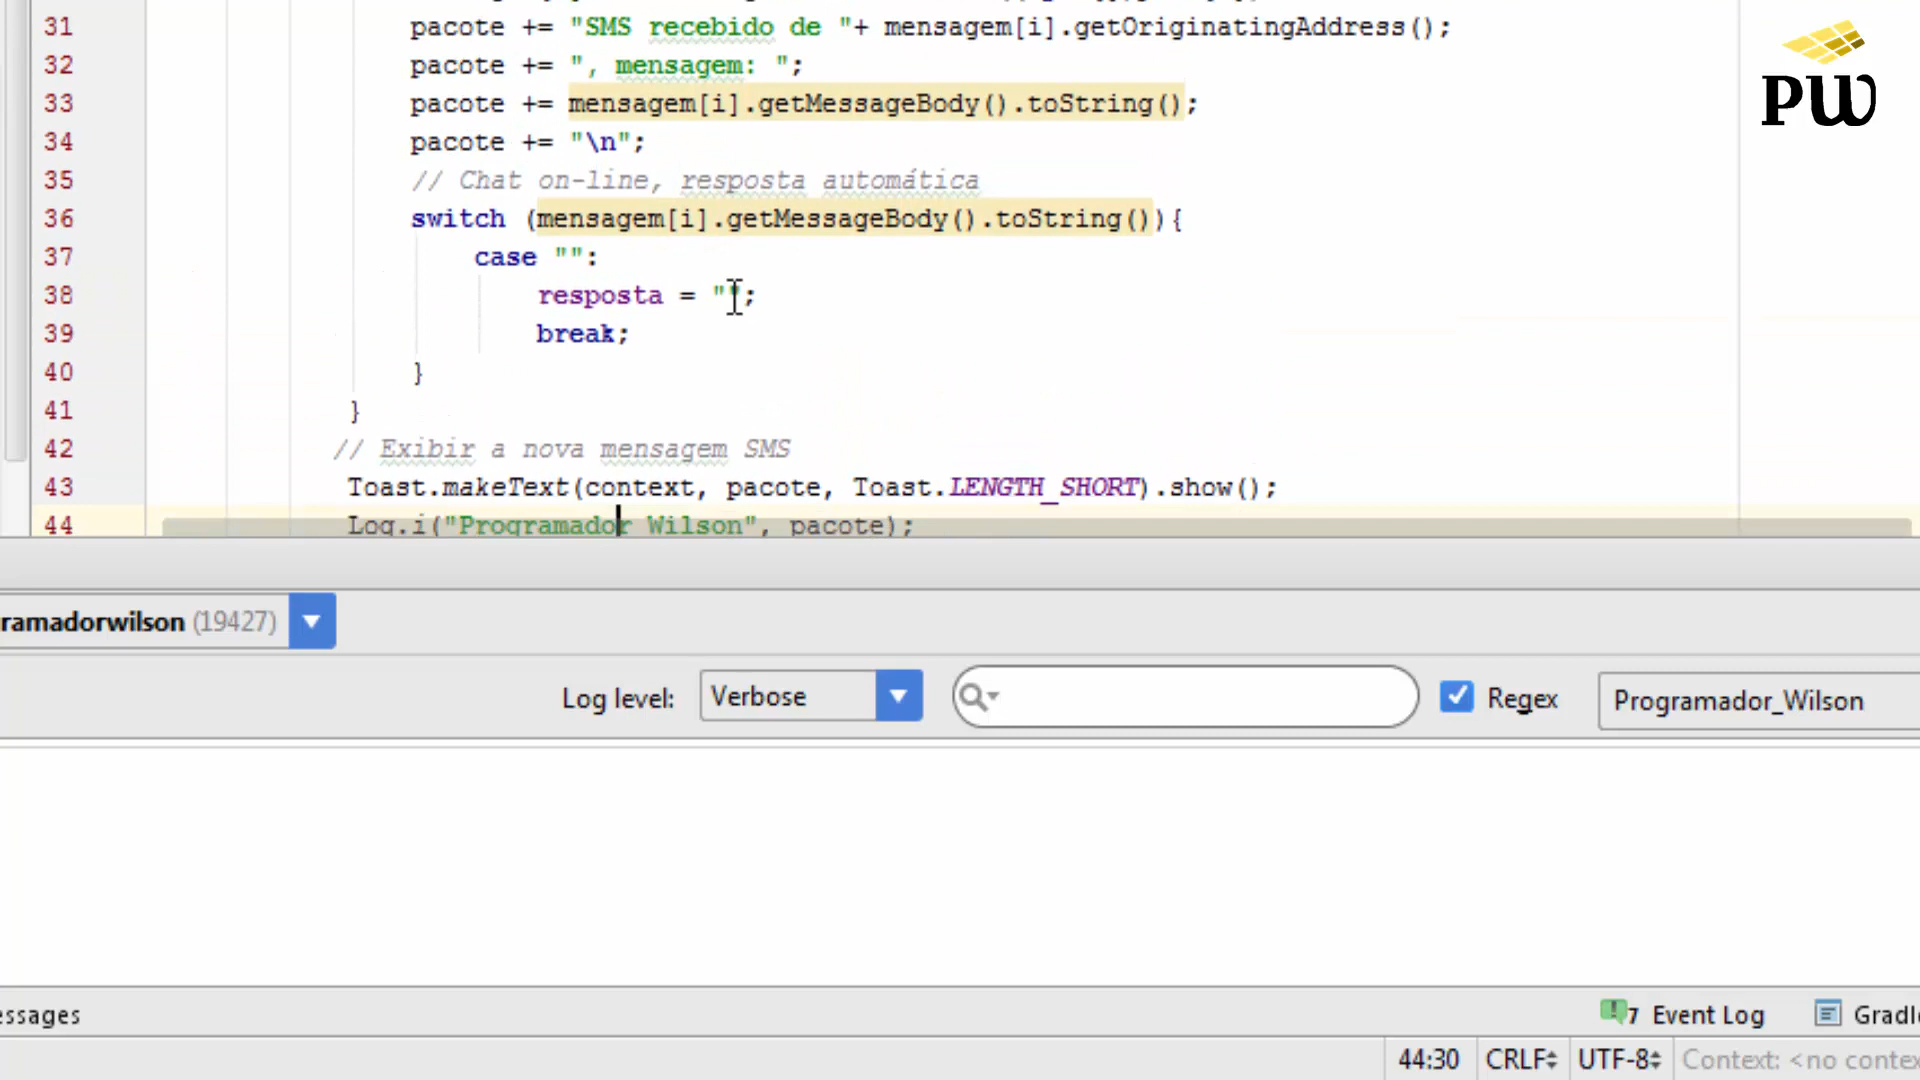 31 pacote += "SMS recebido de "+ mensagem[i].getOriginatingAddress();
32 pacote += ", mensagem: ";
33 pacote += mensagem[i].getMessageBody().toString();
34 pacote += "\n";
35 // Chat on-line, resposta automática
36 switch (mensagem[i].getMessageBody().toString()){
37 case "":
38 resposta = "";
39 break;
40 }
41 }
42 // Exibir a nova mensagem SMS
43 Toast.makeText(context, pacote, Toast.LENGTH_SHORT).show();
44 Log.i("Programador Wilson", pacote);
PW
ramadorwilson (19427)
Log level: Verbose Regex Programador_Wilson
essages 7 Event Log Gradl
44:30 CRLF UTF-8 Context: <no contex